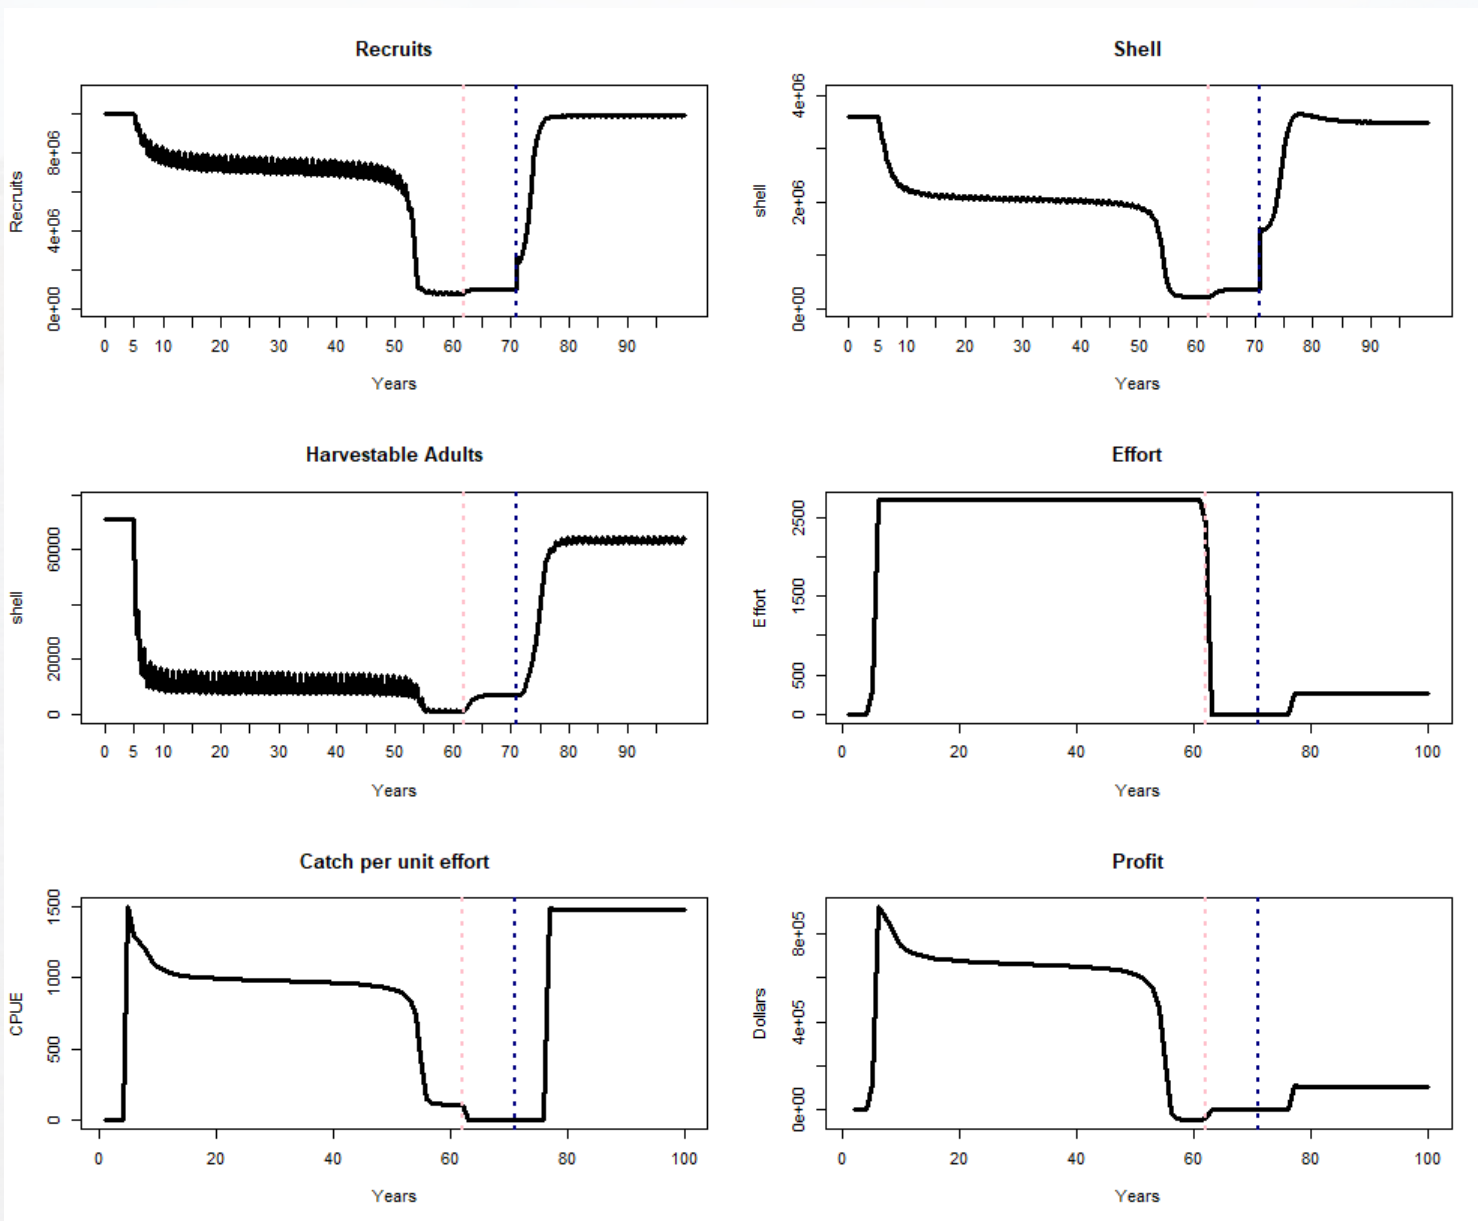 Recruits
Recruits
0e+00 4e+06 8e+06
0 5 10 20 30 40 50 60 70 80 90
Years
Shell
shell
0e+00 2e+06 4e+06
0 5 10 20 30 40 50 60 70 80 90
Years
Harvestable Adults
shell
0 20000 60000
0 5 10 20 30 40 50 60 70 80 90
Years
Effort
Effort
0 500 1500 2500
0 20 40 60 80 100
Years
Catch per unit effort
CPUE
0 500 1000 1500
0 20 40 60 80 100
Years
Profit
Dollars
0e+00 4e+05 8e+05
0 20 40 60 80 100
Years